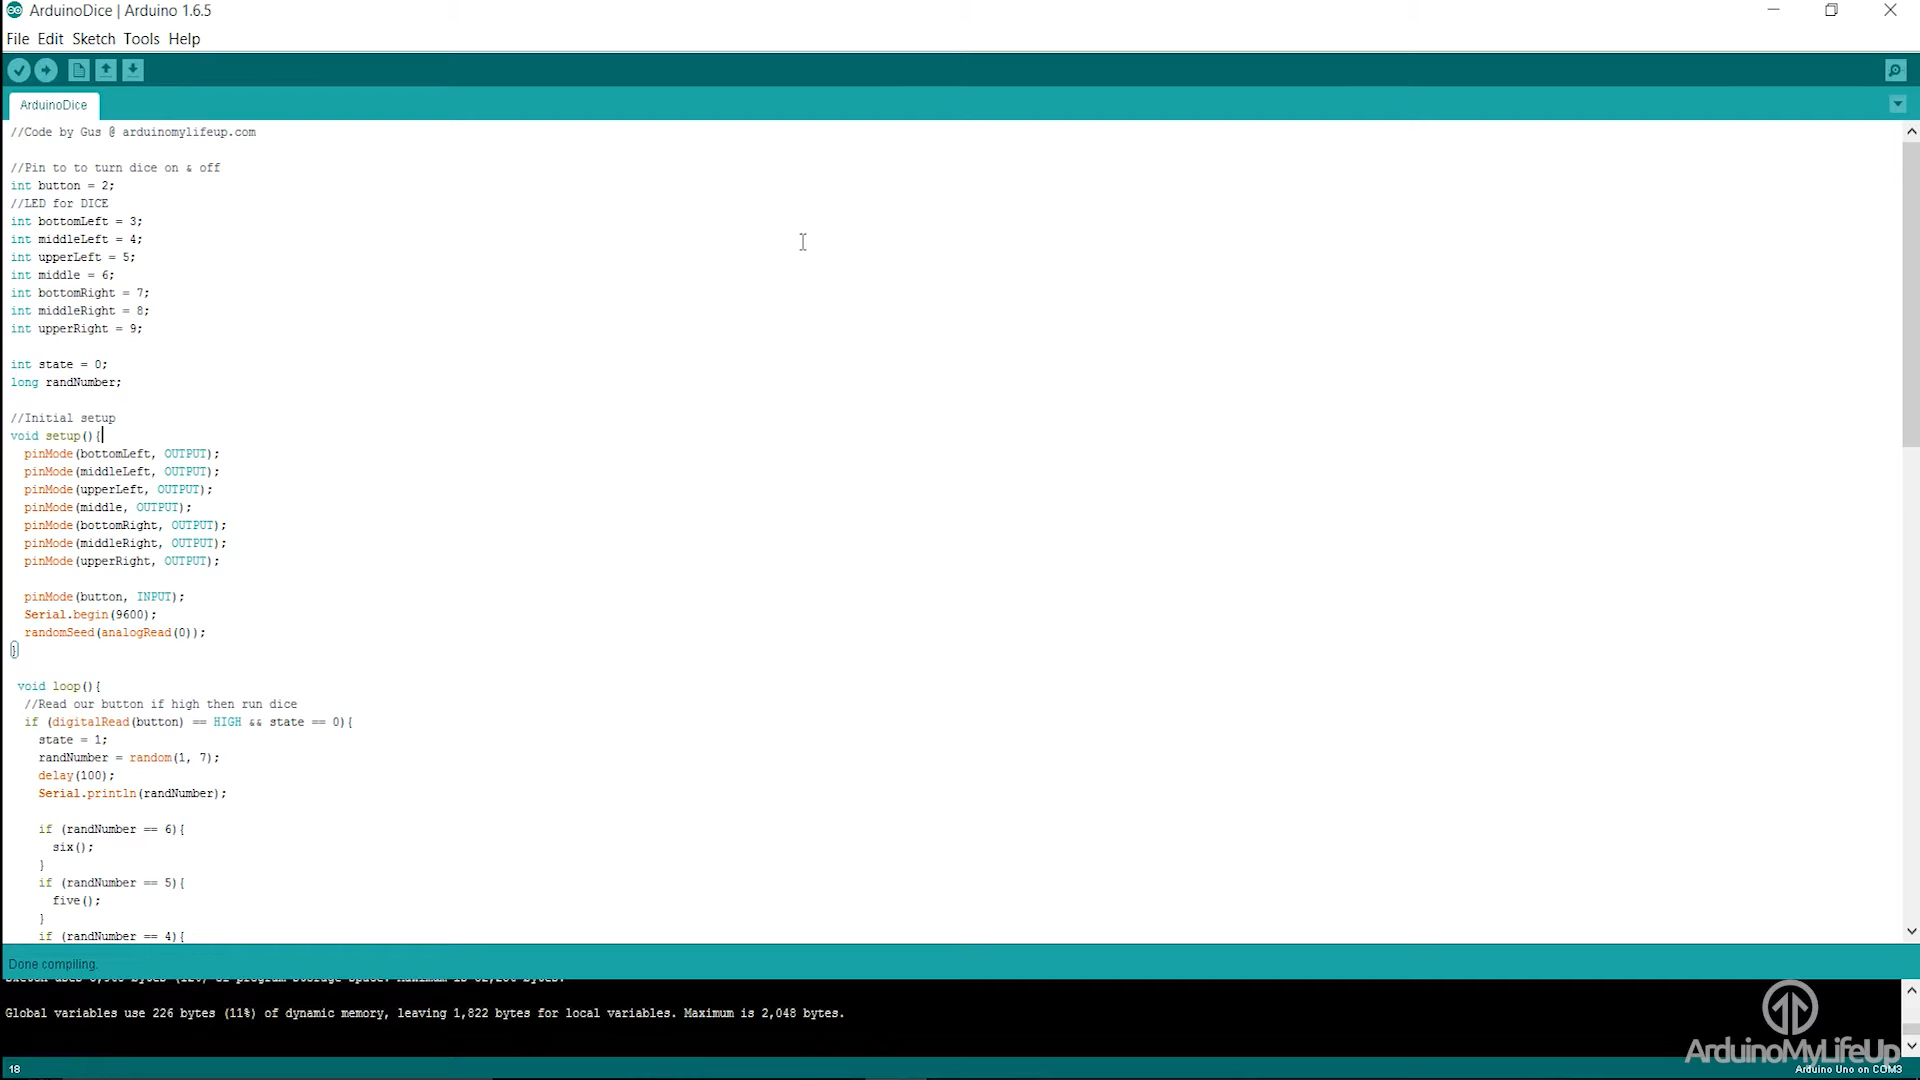 ArduinoDice | Arduino 1.6.5
File Edit Sketch Tools Help
ArduinoDice
//Code by Gus @ arduinomylifeup.com
//Pin to to turn dice on & off
int button = 2;
//LED for DICE
int bottomLeft = 3;
int middleLeft = 4;
int upperLeft = 5;
int middle = 6;
int bottomRight = 7;
int middleRight = 8;
int upperRight = 9;
int state = 0;
long randNumber;
//Initial setup
void setup(){
pinMode(bottomLeft, OUTPUT);
pinMode(middleLeft, OUTPUT);
pinMode(upperLeft, OUTPUT);
pinMode(middle, OUTPUT);
pinMode(bottomRight, OUTPUT);
pinMode(middleRight, OUTPUT);
pinMode(upperRight, OUTPUT);
pinMode(button, INPUT);
Serial.begin(9600);
randomSeed(analogRead(0));
}
void loop(){
//Read our button if high then run dice
if (digitalRead(button) == HIGH && state == 0){
state = 1;
randNumber = random(1, 7);
delay(100);
Serial.println(randNumber);
if (randNumber == 6){
six();
}
if (randNumber == 5){
five();
}
if (randNumber == 4){
Done compiling.
Global variables use 226 bytes (11%) of dynamic memory, leaving 1,822 bytes for local variables. Maximum is 2,048 bytes.
ArduinoMyLifeUp
18
Arduino Uno on COM3